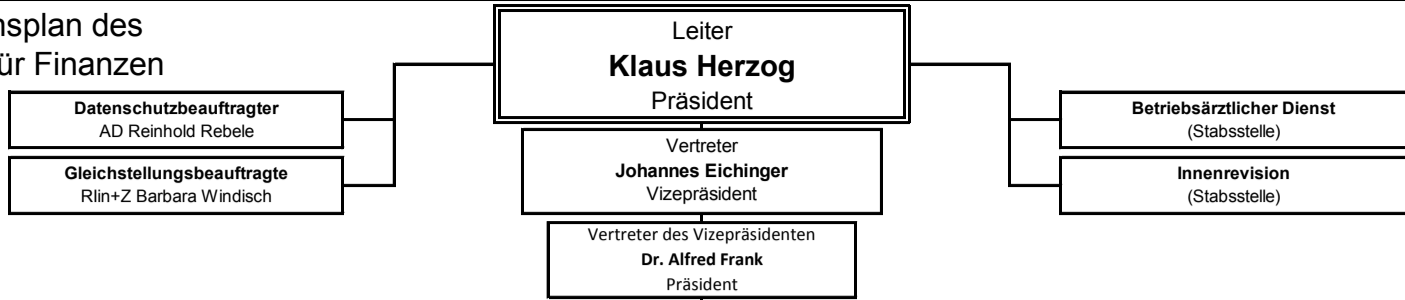 nsplan des
ür Finanzen
Leiter
Klaus Herzog
Präsident
Datenschutzbeauftragter
AD Reinhold Rebele
Gleichstellungsbeauftragte
RIin+Z Barbara Windisch
Vertreter
Johannes Eichinger
Vizepräsident
Vertreter des Vizepräsidenten
Dr. Alfred Frank
Präsident
Betriebsärztlicher Dienst
(Stabsstelle)
Innenrevision
(Stabsstelle)